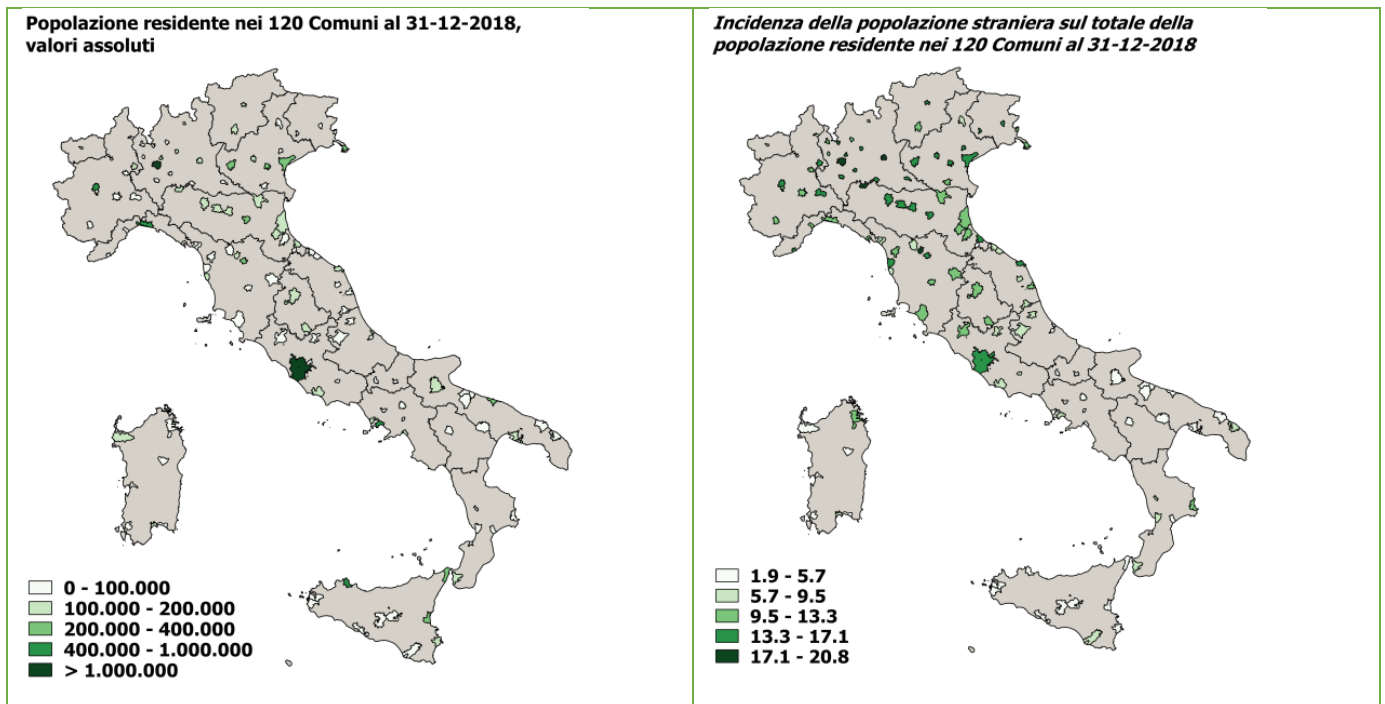 Popolazione residente nei 120 Comuni al 31-12-2018,
valori assoluti
0 - 100.000
100.000 - 200.000
200.000 - 400.000
400.000 - 1.000.000
> 1.000.000
Incidenza della popolazione straniera sul totale della
popolazione residente nei 120 Comuni al 31-12-2018
1.9 - 5.7
5.7 - 9.5
9.5 - 13.3
13.3 - 17.1
17.1 - 20.8